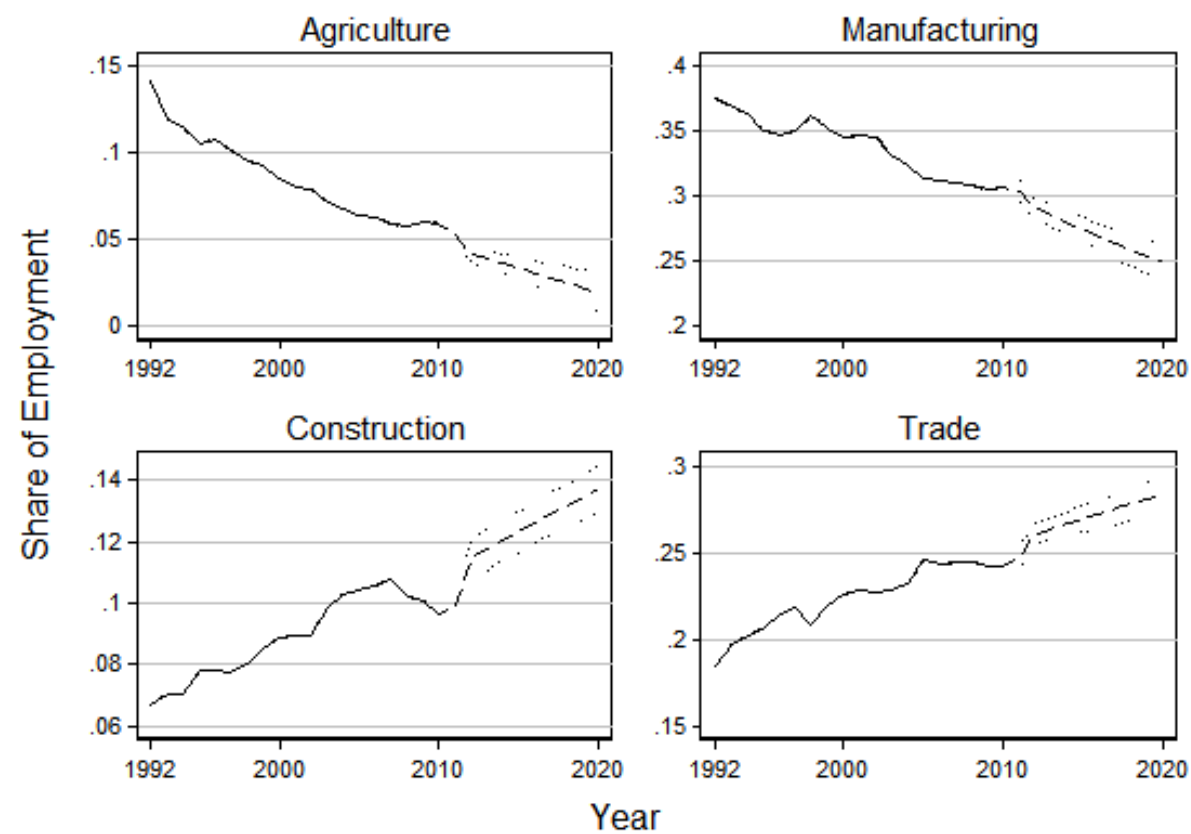 Agriculture
.15
.1
.05
0
1992 2000 2010 2020
Manufacturing
.4
.35
.3
.25
.2
1992 2000 2010 2020
Construction
.14
.12
.1
.08
.06
1992 2000 2010 2020
Trade
.3
.25
.2
.15
1992 2000 2010 2020
Share of Employment
Year